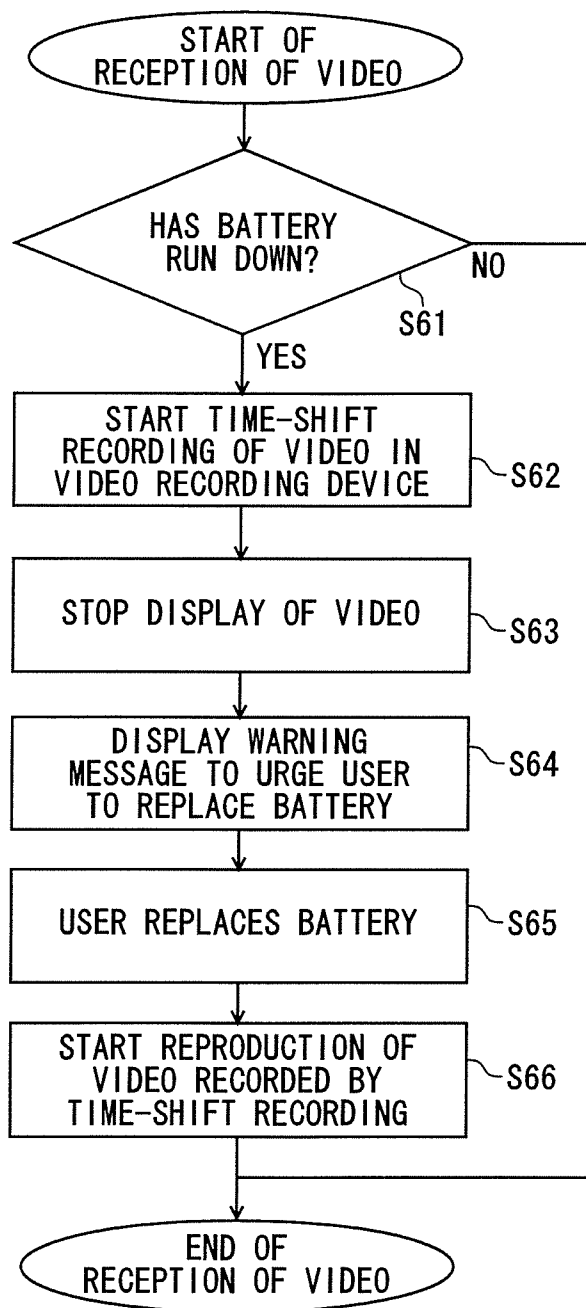 START OF
RECEPTION OF VIDEO
HAS BATTERY
RUN DOWN?
NO
S61
YES
START TIME-SHIFT
RECORDING OF VIDEO IN
VIDEO RECORDING DEVICE
S62
STOP DISPLAY OF VIDEO
S63
DISPLAY WARNING
MESSAGE TO URGE USER
TO REPLACE BATTERY
S64
USER REPLACES BATTERY
S65
START REPRODUCTION OF
VIDEO RECORDED BY
TIME-SHIFT RECORDING
S66
END OF
RECEPTION OF VIDEO